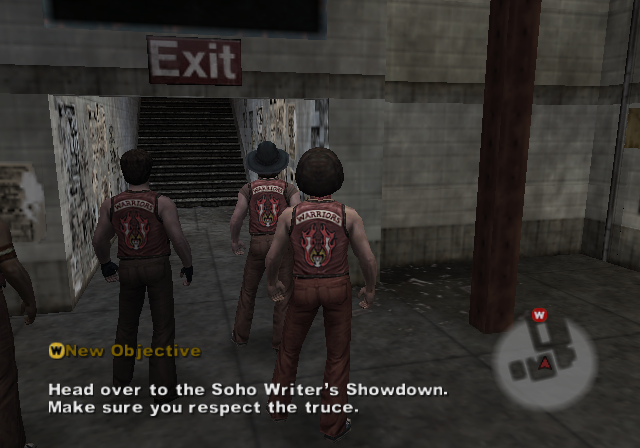 Exit
WARRIORS
WARRIORS
WARRIORS
W
W New Objective
Head over to the Soho Writer's Showdown.
Make sure you respect the truce.